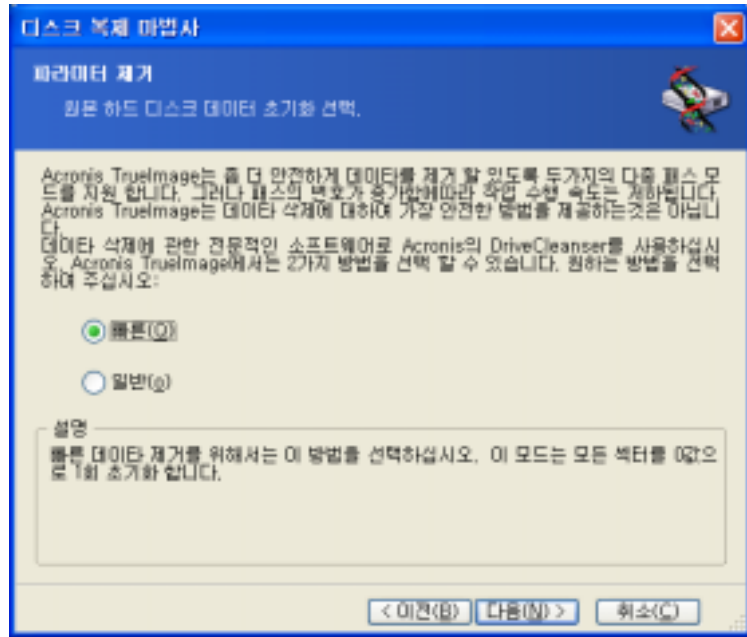 디스크 복제 마법사
파라미터 제거
원본 하드 디스크 데이터 초기화 선택.
Acronis TrueImage는 좀 더 안전하게 데이타를 제거 할 있도록 두가지의 다중 패스 모
드를 지원 합니다. 그러나 패스의 번호가 증가함에따라 작업 수행 속도는 저하됩니다.
Acronis TrueImage는 데이타 삭제에 대하여 가장 안전한 방법을 제공하는것은 아닙니
다.
데이타 삭제에 관한 전문적인 소프트웨어로 Acronis의 DriveCleanser를 사용하십시
오. Acronis TrueImage에서는 2가지 방법을 선택 할 수 있습니다. 원하는 방법을 선택
하여 주십시오:
빠른(Q)
일반(o)
설명
빠른 데이타 제거를 위해서는 이 방법을 선택하십시오. 이 모드는 모든 섹터를 0값으
로 1회 초기화 합니다.
< 이전(B) 다음(N) > 취소(C)